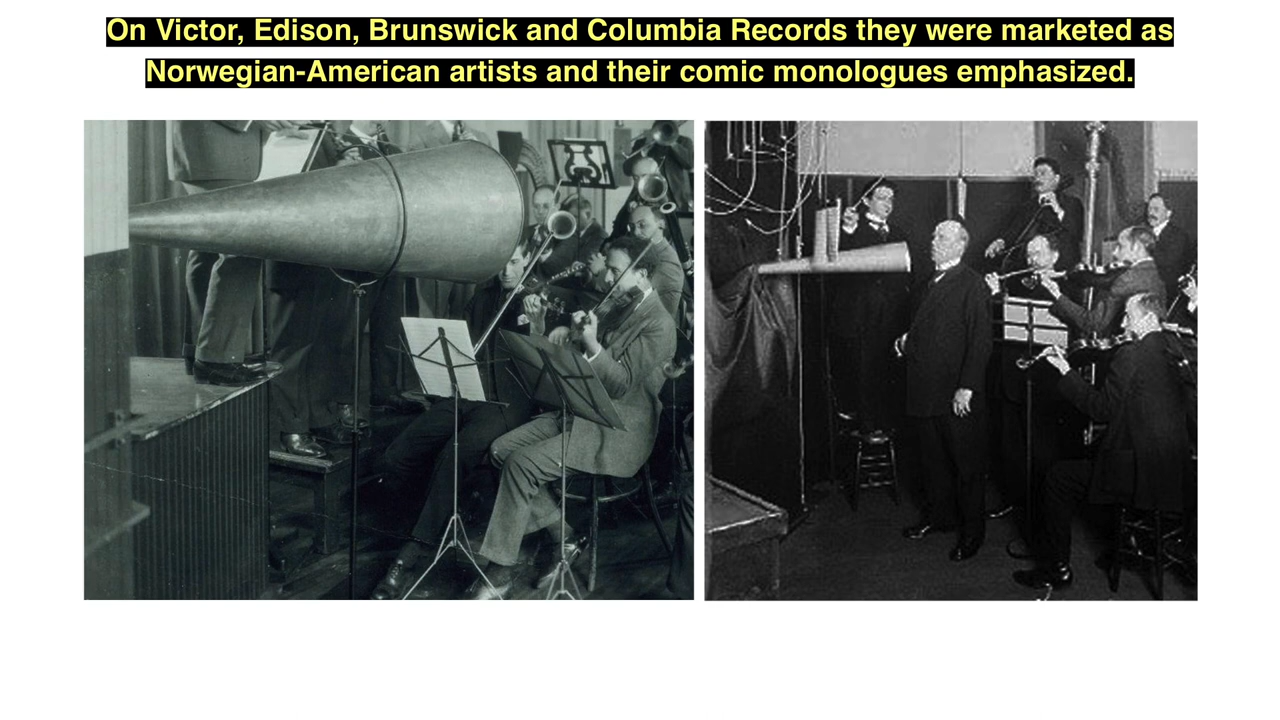 On Victor, Edison, Brunswick and Columbia Records they were marketed as
Norwegian-American artists and their comic monologues emphasized.